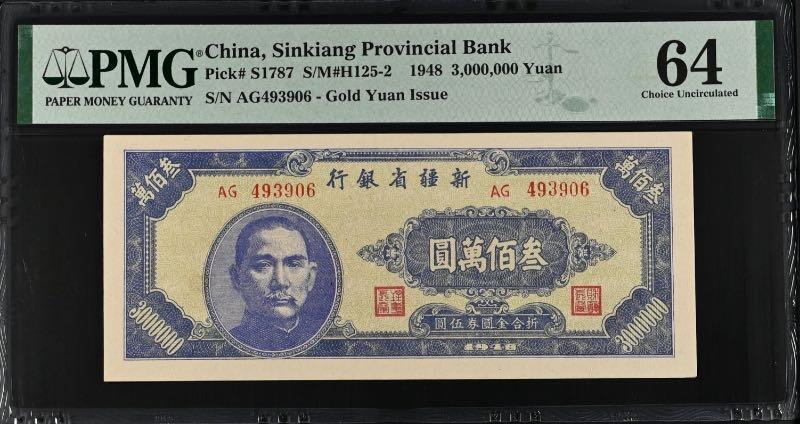 PMG®
PAPER MONEY GUARANTY
China, Sinkiang Provincial Bank
Pick# S1787 S/M#H125-2 1948 3,000,000 Yuan
S/N AG493906 - Gold Yuan Issue
64
Choice Uncirculated
叁佰萬
行銀省疆新
叁佰萬
AG 493906
AG 493906
圓萬佰叁
圓伍券圓金合折
3000000
1948
3000000